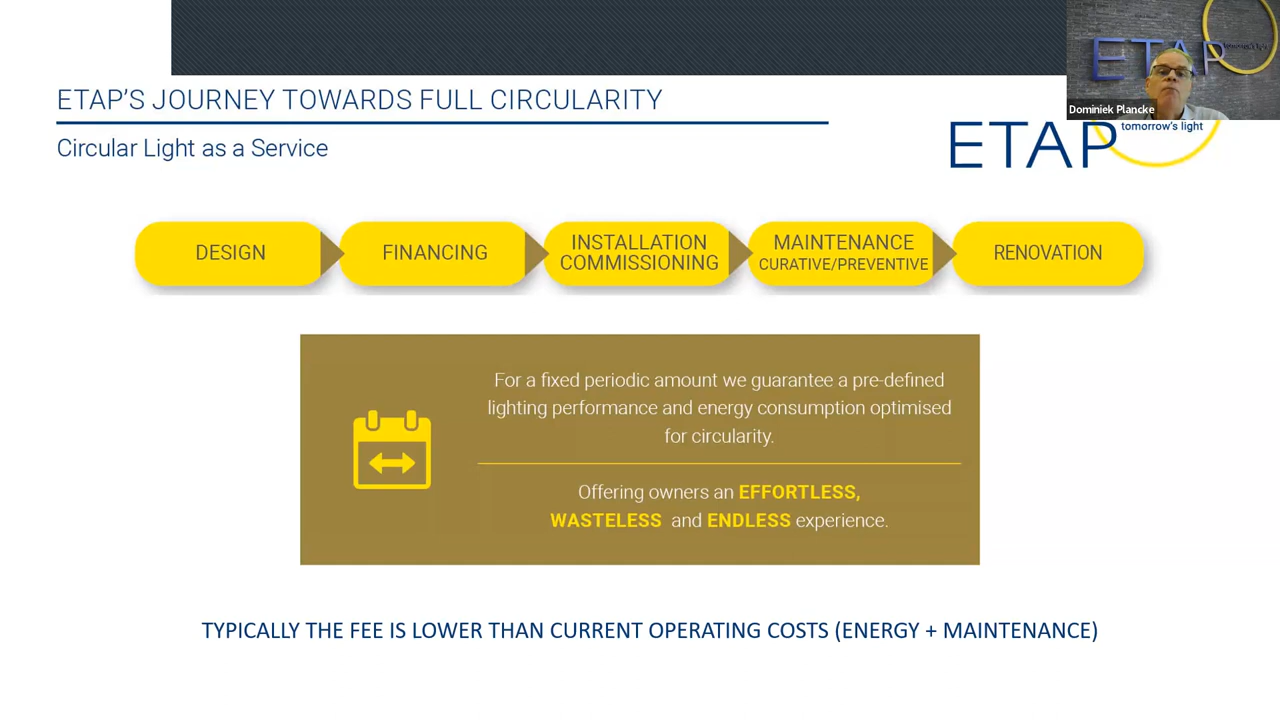 ETAP
Dominiek Plancke
ETAP'S JOURNEY TOWARDS FULL CIRCULARITY
Circular Light as a Service
ETAP
tomorrow's light
DESIGN
FINANCING
INSTALLATION
COMMISSIONING
MAINTENANCE
CURATIVE/PREVENTIVE
RENOVATION
For a fixed periodic amount we guarantee a pre-defined
lighting performance and energy consumption optimised
for circularity.
Offering owners an EFFORTLESS,
WASTELESS and ENDLESS experience.
TYPICALLY THE FEE IS LOWER THAN CURRENT OPERATING COSTS (ENERGY + MAINTENANCE)